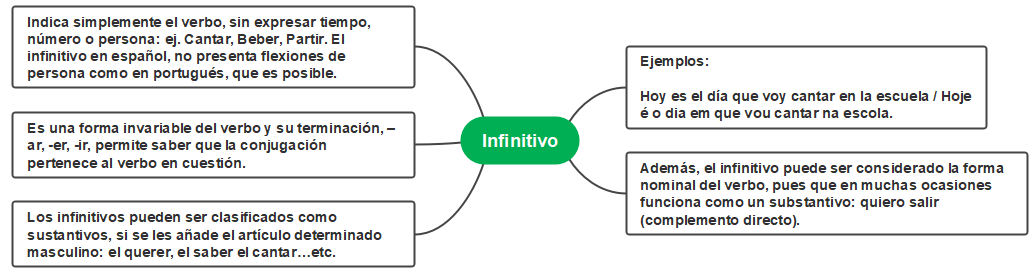 Indica simplemente el verbo, sin expresar tiempo,
número o persona: ej. Cantar, Beber, Partir. El
infinitivo en español, no presenta flexiones de
persona como en portugués, que es posible.
Es una forma invariable del verbo y su terminación, –
ar, -er, -ir, permite saber que la conjugación
pertenece al verbo en cuestión.
Los infinitivos pueden ser clasificados como
sustantivos, si se les añade el artículo determinado
masculino: el querer, el saber el cantar…etc.
Infinitivo
Ejemplos:
Hoy es el día que voy cantar en la escuela / Hoje
é o dia em que vou cantar na escola.
Además, el infinitivo puede ser considerado la forma
nominal del verbo, pues que en muchas ocasiones
funciona como un substantivo: quiero salir
(complemento directo).